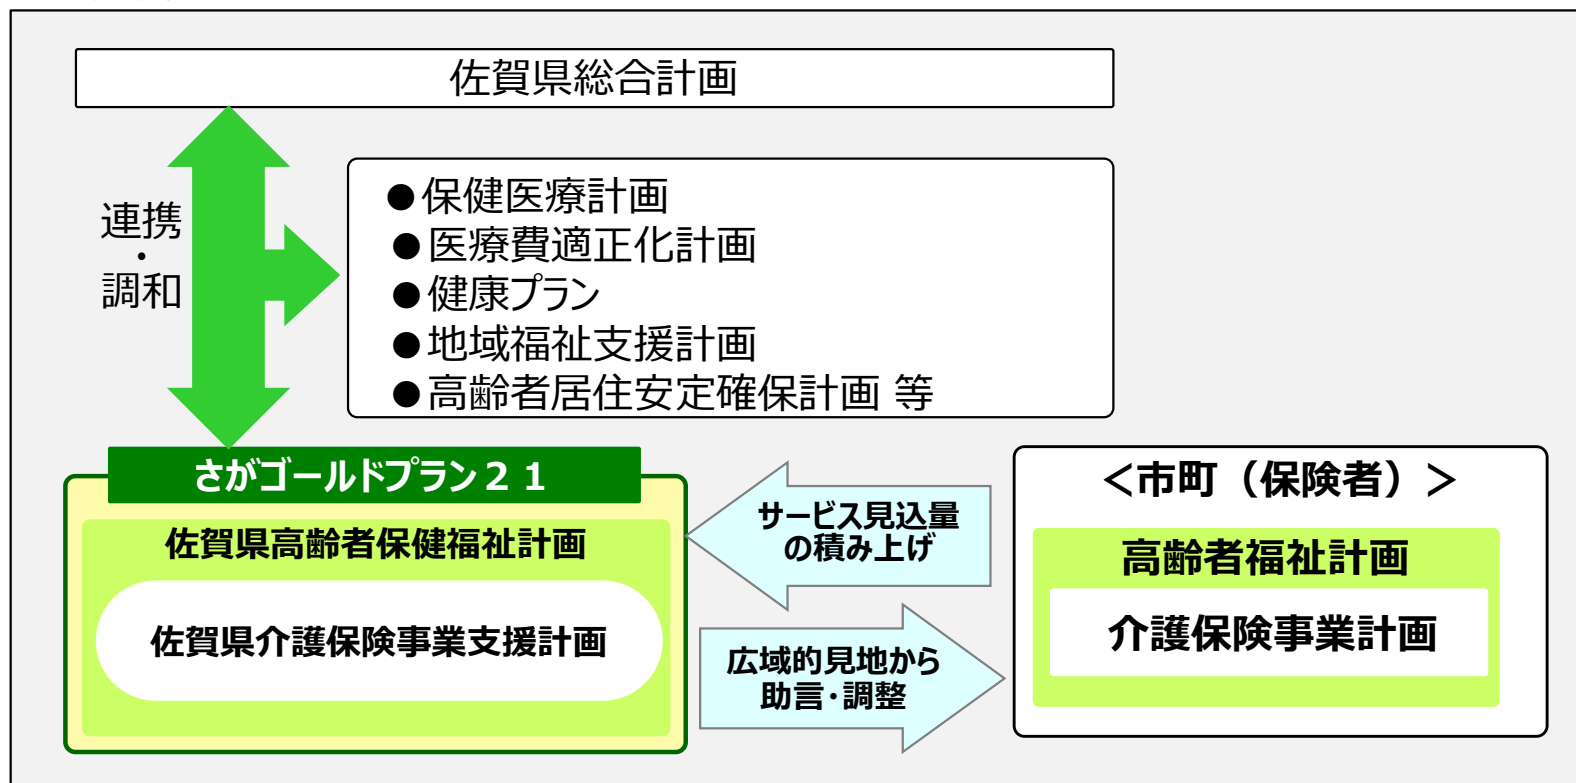 佐賀県総合計画
連携
・
調和
●保健医療計画
●医療費適正化計画
●健康プラン
●地域福祉支援計画
●高齢者居住安定確保計画 等
さがゴールドプラン２１
佐賀県高齢者保健福祉計画
佐賀県介護保険事業支援計画
サービス見込量
の積み上げ
広域的見地から
助言・調整
＜市町（保険者）＞
高齢者福祉計画
介護保険事業計画